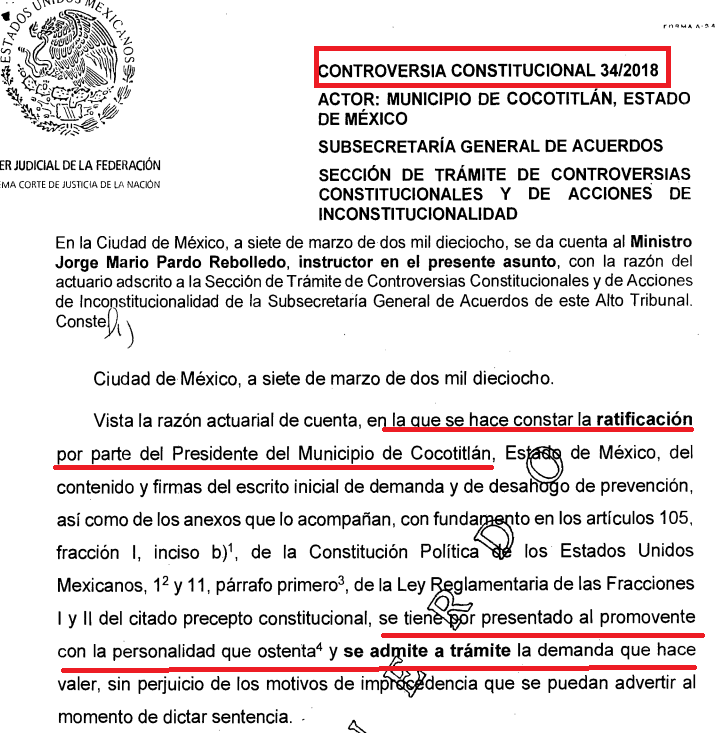 ESTADOS UNIDOS MEXICANOS
FORMA A-54
CONTROVERSIA CONSTITUCIONAL 34/2018
ACTOR: MUNICIPIO DE COCOTITLÁN, ESTADO
DE MÉXICO
SUBSECRETARÍA GENERAL DE ACUERDOS
ER JUDICIAL DE LA FEDERACIÓN
EMA CORTE DE JUSTICIA DE LA NACIÓN
SECCIÓN DE TRÁMITE DE CONTROVERSIAS
CONSTITUCIONALES Y DE ACCIONES DE
INCONSTITUCIONALIDAD
En la Ciudad de México, a siete de marzo de dos mil dieciocho, se da cuenta al Ministro
Jorge Mario Pardo Rebolledo, instructor en el presente asunto, con la razón del
actuario adscrito a la Sección de Trámite de Controversias Constitucionales y de Acciones
de Inconstitucionalidad de la Subsecretaría General de Acuerdos de este Alto Tribunal.
Conste
Ciudad de México, a siete de marzo de dos mil dieciocho.
Vista la razón actuarial de cuenta, en la que se hace constar la ratificación
por parte del Presidente del Municipio de Cocotitlán, Estado de México, del
contenido y firmas del escrito inicial de demanda y de desahogo de prevención,
así como de los anexos que lo acompañan, con fundamento en los artículos 105,
fracción I, inciso b)¹, de la Constitución Política de los Estados Unidos
Mexicanos, 1² y 11, párrafo primero³, de la Ley Reglamentaria de las Fracciones
I y II del citado precepto constitucional, se tiene por presentado al promovente
con la personalidad que ostenta⁴ y se admite a trámite la demanda que hace
valer, sin perjuicio de los motivos de improcedencia que se puedan advertir al
momento de dictar sentencia.